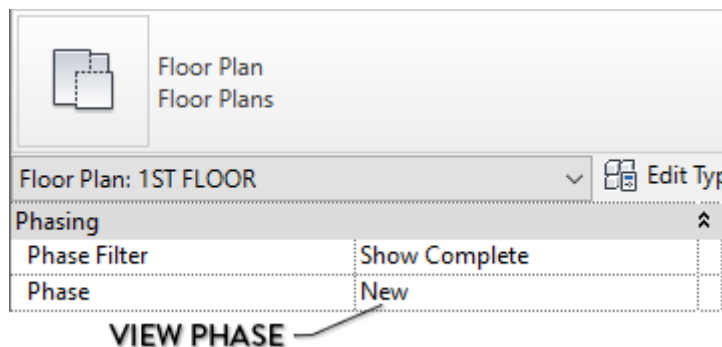 Floor Plan
Floor Plans
Floor Plan: 1ST FLOOR
Edit Typ
Phasing
Phase Filter Show Complete
Phase New
VIEW PHASE